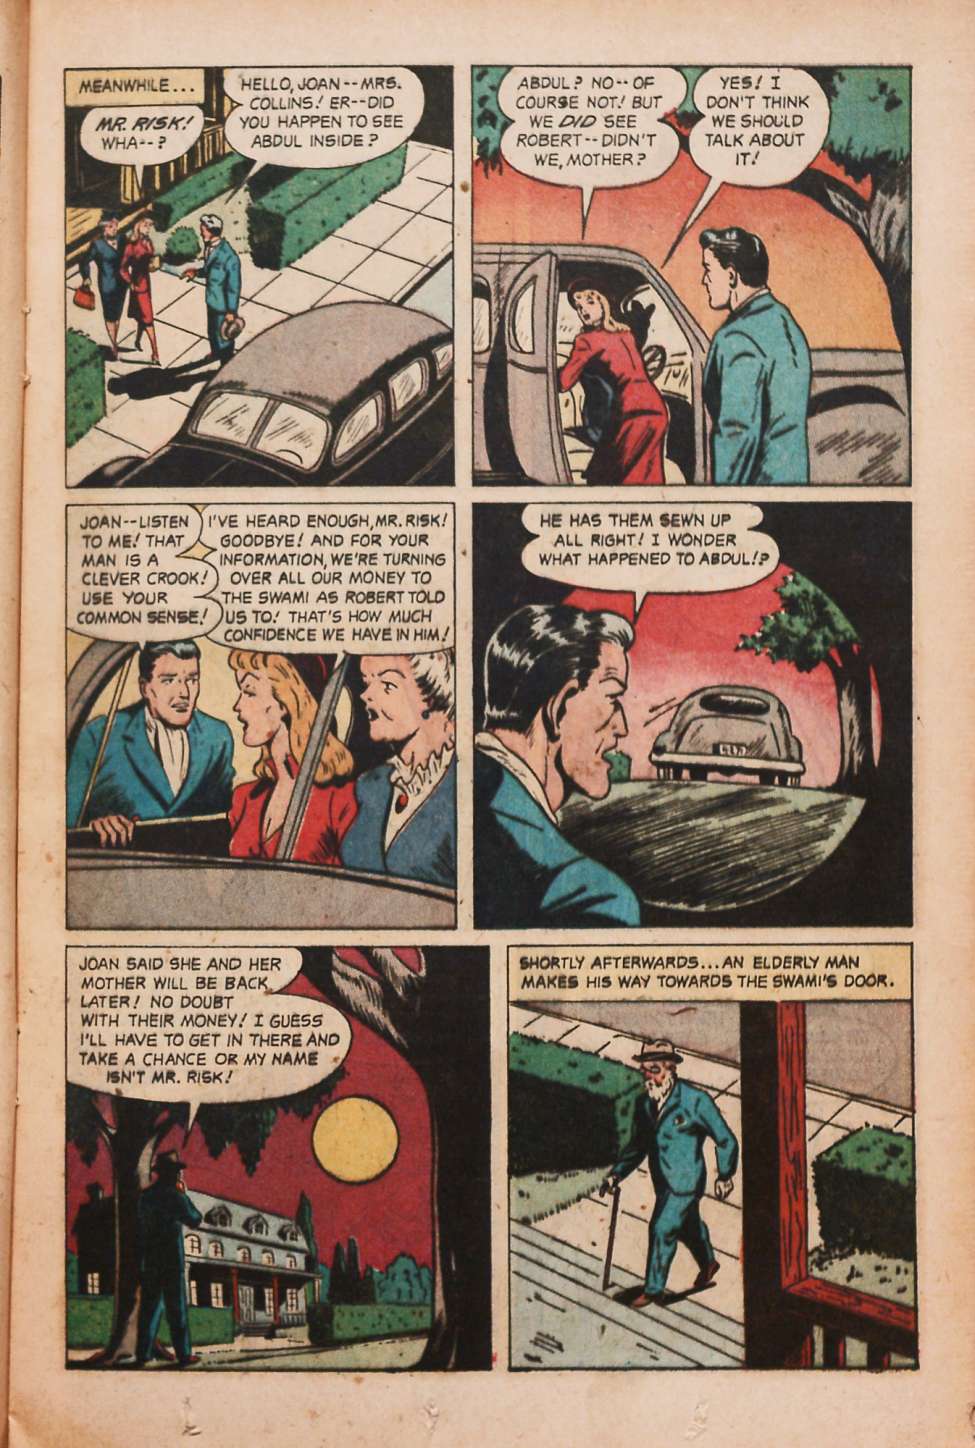 MEANWHILE...
MR. RISK!
WHA--?
HELLO, JOAN--MRS.
COLLINS! ER--DID
YOU HAPPEN TO SEE
ABDUL INSIDE?
ABDUL? NO--OF
COURSE NOT! BUT
WE DID SEE
ROBERT--DIDN'T
WE, MOTHER?
YES! I
DON'T THINK
WE SHOULD
TALK ABOUT
IT!
JOAN--LISTEN
TO ME! THAT
MAN IS A
CLEVER CROOK!
USE YOUR
COMMON SENSE!
I'VE HEARD ENOUGH, MR. RISK!
GOODBYE! AND FOR YOUR
INFORMATION, WE'RE TURNING
OVER ALL OUR MONEY TO
THE SWAMI AS ROBERT TOLD
US TO! THAT'S HOW MUCH
CONFIDENCE WE HAVE IN HIM!
HE HAS THEM SEWN UP
ALL RIGHT! I WONDER
WHAT HAPPENED TO ABDUL!?
JOAN SAID SHE AND HER
MOTHER WILL BE BACK
LATER! NO DOUBT
WITH THEIR MONEY! I GUESS
I'LL HAVE TO GET IN THERE AND
TAKE A CHANCE OR MY NAME
ISN'T MR. RISK!
SHORTLY AFTERWARDS...AN ELDERLY MAN
MAKES HIS WAY TOWARDS THE SWAMI'S DOOR.